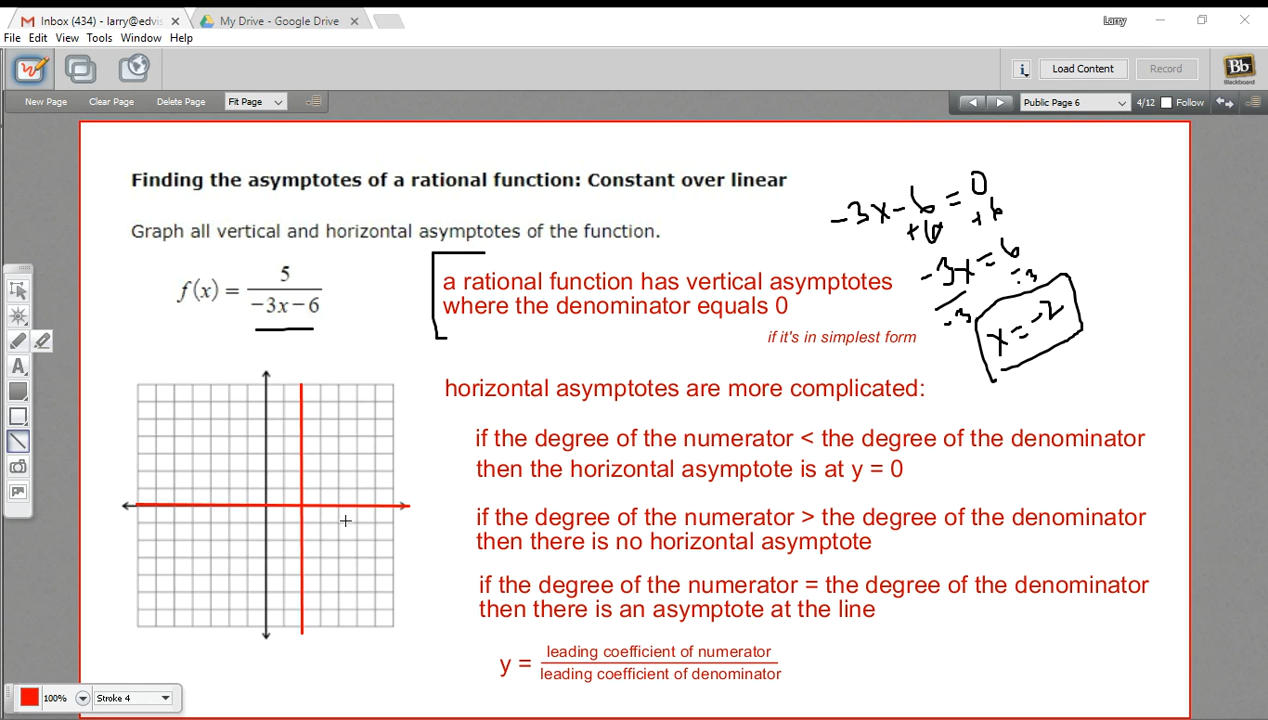 Inbox (434) - larry@edvis
My Drive - Google Drive
Larry
File Edit View Tools Window Help
Load Content
Record
Bb
Blackboard
New Page Clear Page Delete Page Fit Page
Public Page 6
4/12
Follow
Finding the asymptotes of a rational function: Constant over linear
Graph all vertical and horizontal asymptotes of the function.
f(x) = 5
−3x−6
-3x-6=0
+6 +6
-3x=6
-3 ÷-3
x=-2
a rational function has vertical asymptotes
where the denominator equals 0
if it's in simplest form
horizontal asymptotes are more complicated:
if the degree of the numerator < the degree of the denominator
then the horizontal asymptote is at y = 0
if the degree of the numerator > the degree of the denominator
then there is no horizontal asymptote
if the degree of the numerator = the degree of the denominator
then there is an asymptote at the line
y = leading coefficient of numerator
leading coefficient of denominator
A
100%
Stroke 4